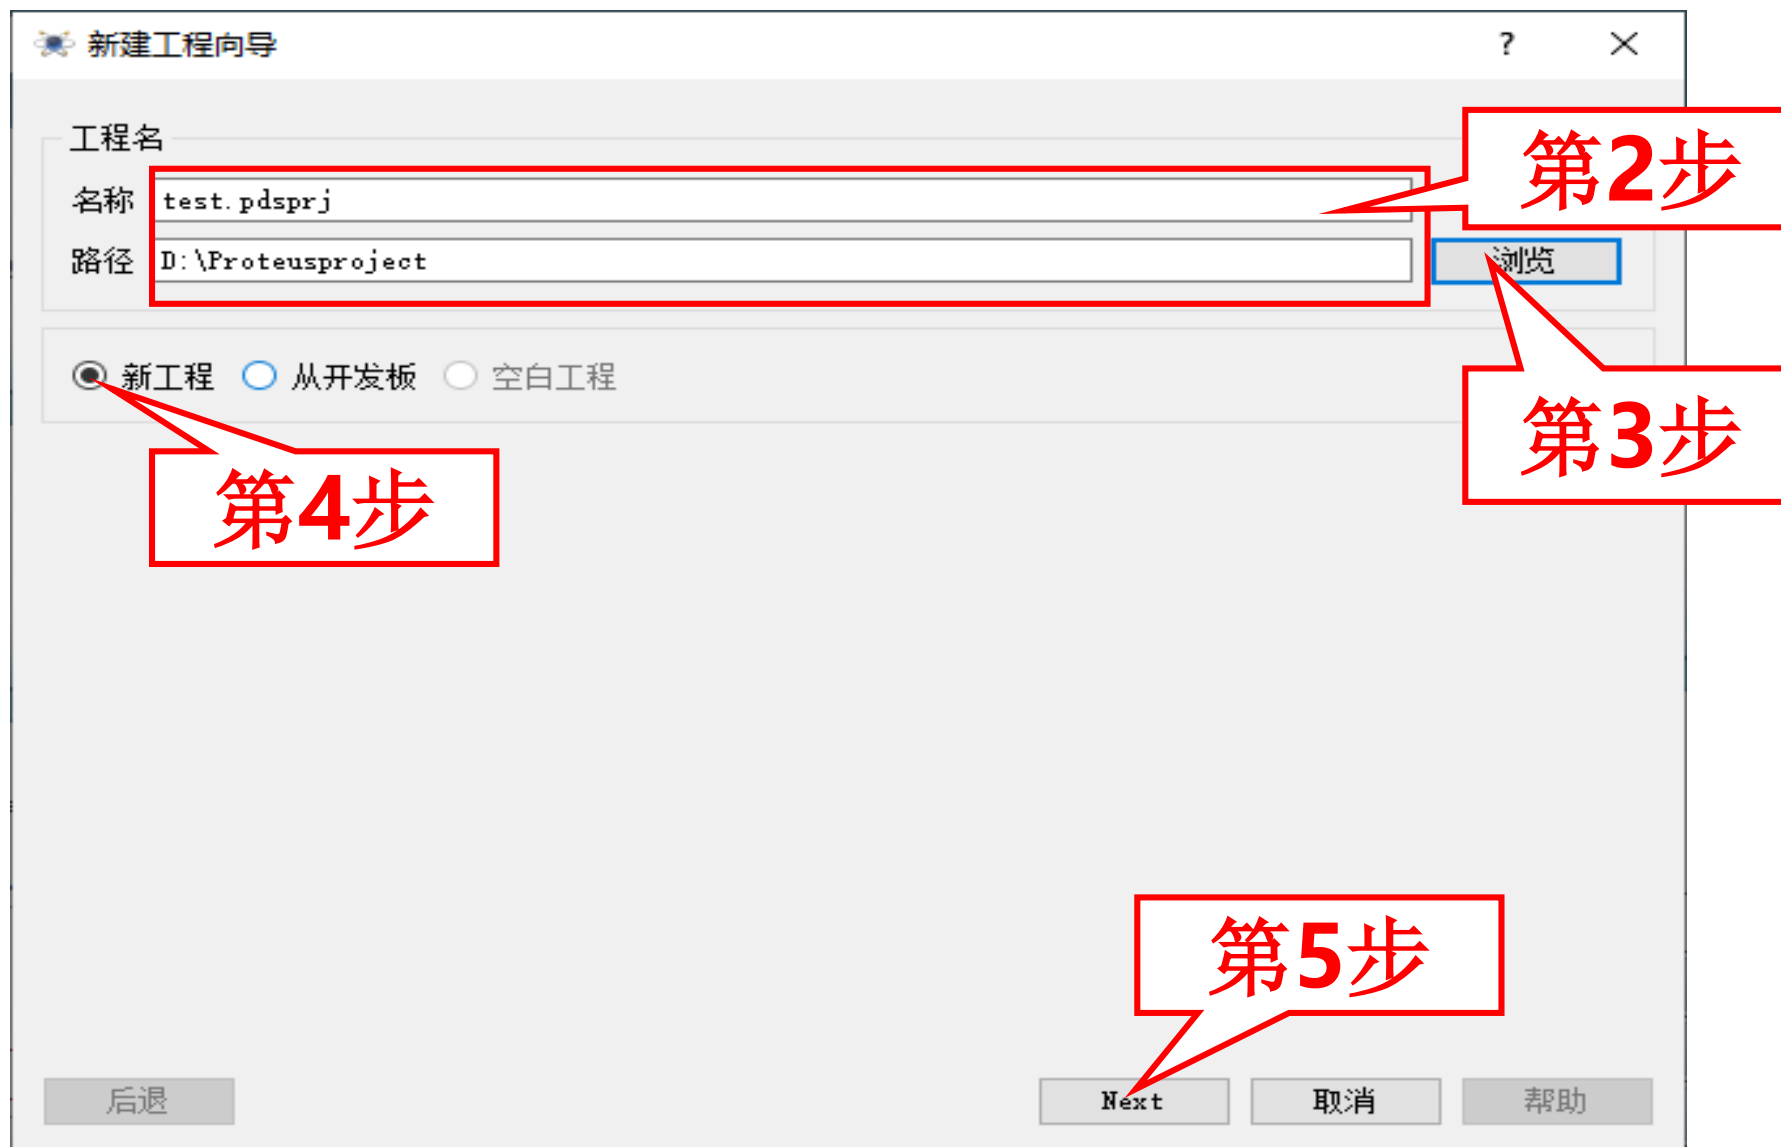 新建工程向导
?
工程名
第2步
名称 test.pdsprj
路径 D:\Proteusproject
浏览
新工程 从开发板 空白工程
第3步
第4步
第5步
后退 Next 取消 帮助